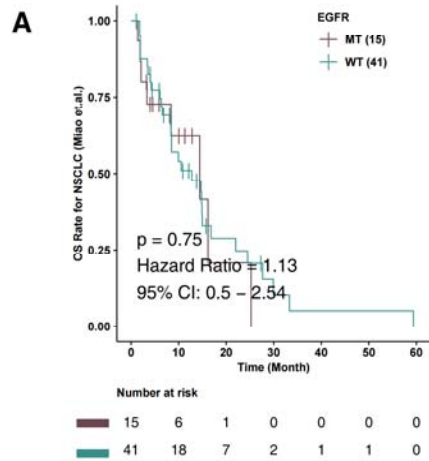 A
EGFR
MT (15)
WT (41)
CS Rate for NSCLC (Miao et.al.)
1.00
0.75
0.50
0.25
0.00
p = 0.75
Hazard Ratio = 1.13
95% CI: 0.5 – 2.54
0 10 20 30 40 50 60
Time (Month)
Number at risk
15 6 1 0 0 0 0
41 18 7 2 1 1 0